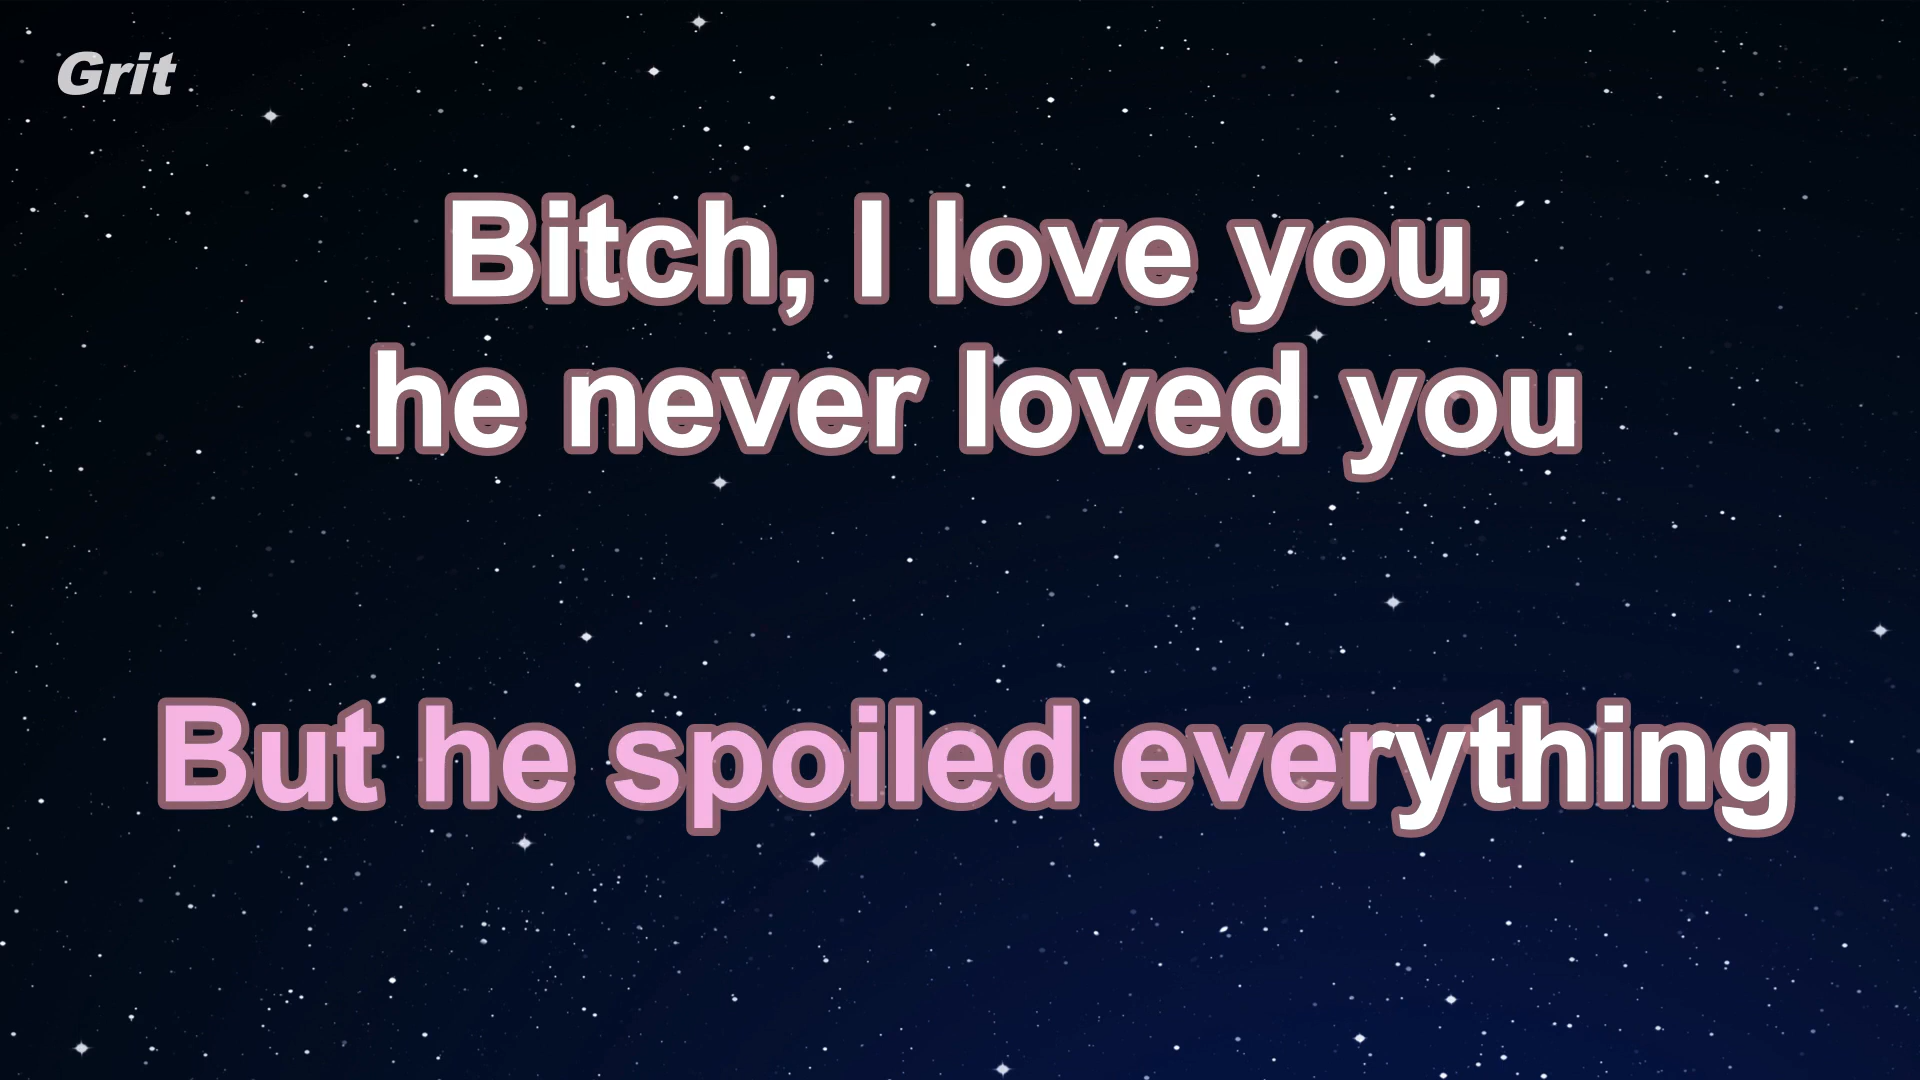 Grit
Bitch, I love you,
he never loved you
But he spoiled everything